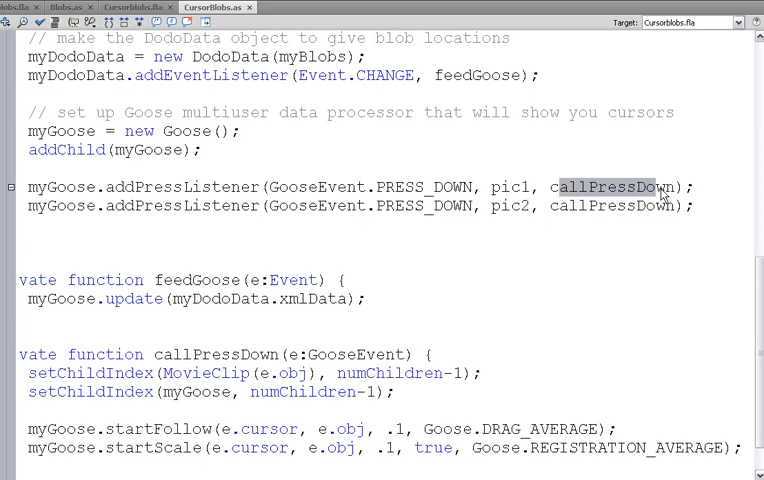 lobs.fla × Blobs.as × Cursorblobs.fla × CursorBlobs.as ×
Target: Cursorblobs.fla
// make the DodoData object to give blob locations
myDodoData = new DodoData(myBlobs);
myDodoData.addEventListener(Event.CHANGE, feedGoose);
// set up Goose multiuser data processor that will show you cursors
myGoose = new Goose();
addChild(myGoose);
myGoose.addPressListener(GooseEvent.PRESS_DOWN, pic1, callPressDown);
myGoose.addPressListener(GooseEvent.PRESS_DOWN, pic2, callPressDown);
vate function feedGoose(e:Event) {
myGoose.update(myDodoData.xmlData);
vate function callPressDown(e:GooseEvent) {
setChildIndex(MovieClip(e.obj), numChildren-1);
setChildIndex(myGoose, numChildren-1);
myGoose.startFollow(e.cursor, e.obj, .1, Goose.DRAG_AVERAGE);
myGoose.startScale(e.cursor, e.obj, .1, true, Goose.REGISTRATION_AVERAGE);